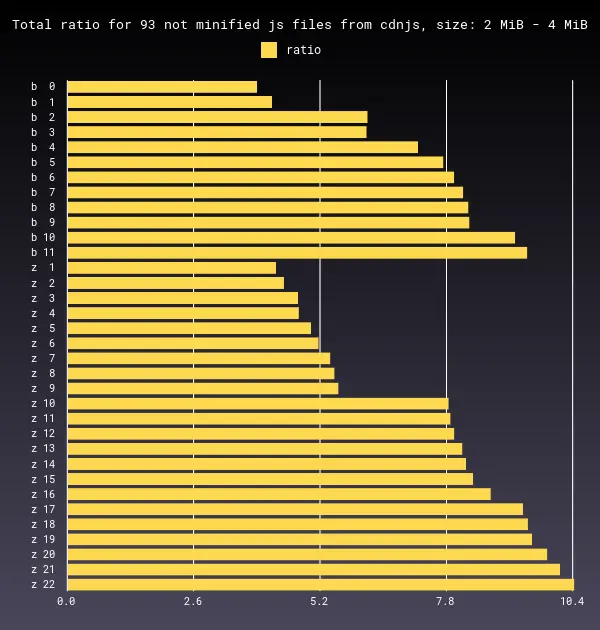 Total ratio for 93 not minified js files from cdnjs, size: 2 MiB - 4 MiB
ratio
b 0
b 1
b 2
b 3
b 4
b 5
b 6
b 7
b 8
b 9
b 10
b 11
z 1
z 2
z 3
z 4
z 5
z 6
z 7
z 8
z 9
z 10
z 11
z 12
z 13
z 14
z 15
z 16
z 17
z 18
z 19
z 20
z 21
z 22
0.0 2.6 5.2 7.8 10.4